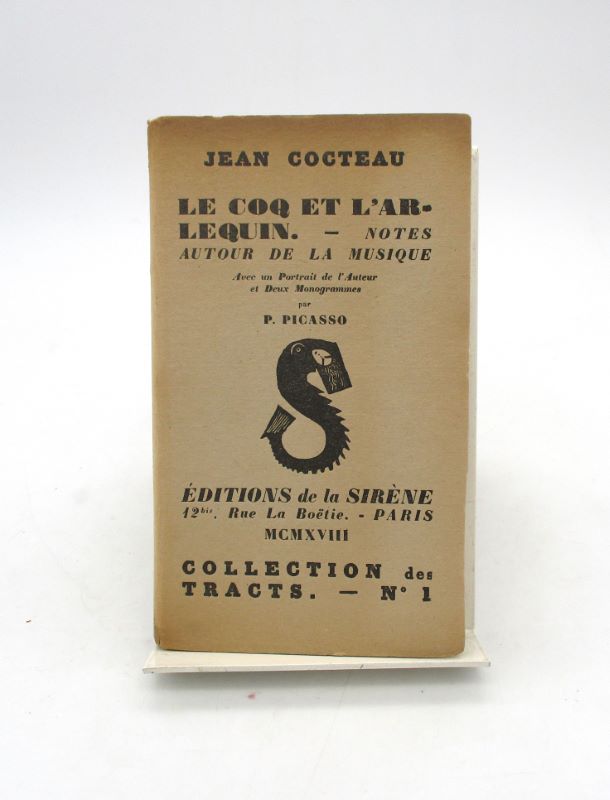 JEAN COCTEAU
LE COQ ET L'AR-
LEQUIN. — NOTES
AUTOUR DE LA MUSIQUE
Avec un Portrait de l'Auteur
et Deux Monogrammes
par
P. PICASSO
ÉDITIONS de la SIRÈNE
12bis. Rue La Boëtie. - PARIS
MCMXVIII
COLLECTION des
TRACTS. — N° 1